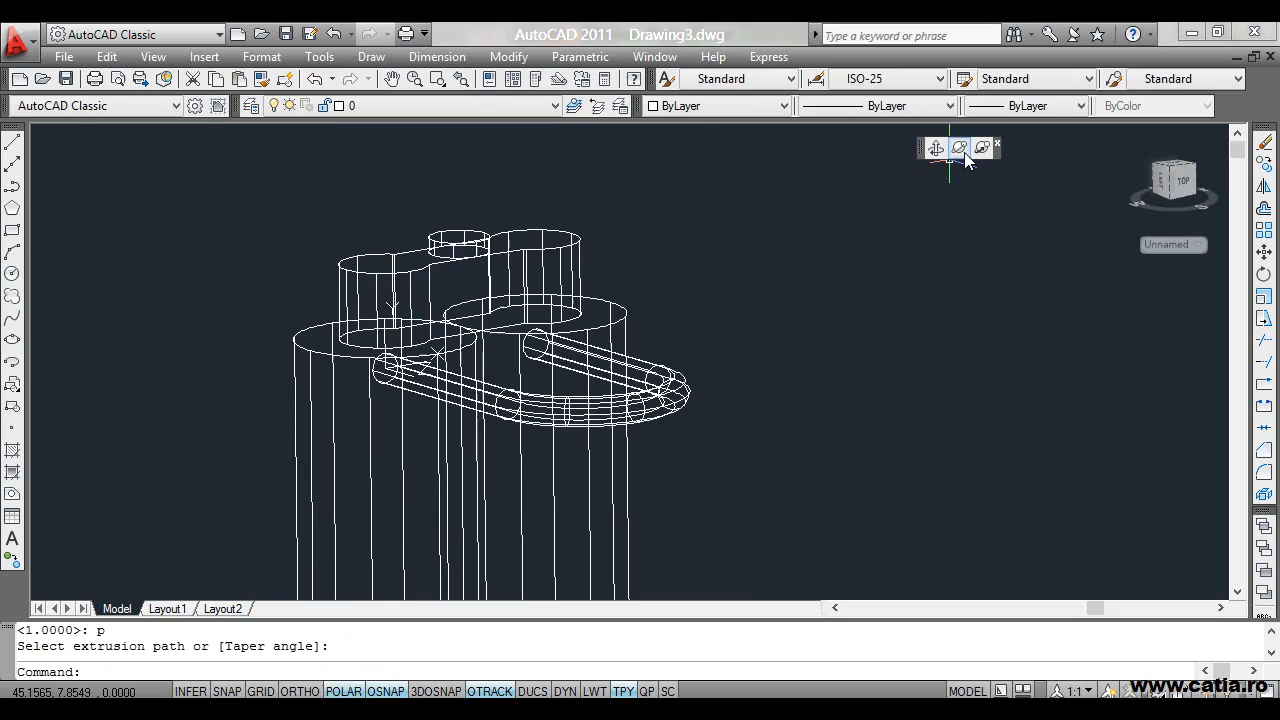 AutoCAD Classic
AutoCAD 2011 Drawing3.dwg
Type a keyword or phrase
File Edit View Insert Format Tools Draw Dimension Modify Parametric Window Help Express
Standard ISO-25 Standard Standard
AutoCAD Classic 0 ByLayer ByLayer ByLayer ByColor
LEFT TOP
Unnamed
Model Layout1 Layout2
<1.0000>: p
Select extrusion path or [Taper angle]:
Command:
45.1565, 7.8549, 0.0000 INFER SNAP GRID ORTHO POLAR OSNAP 3DOSNAP OTRACK DUCS DYN LWT TPY QP SC MODEL 1:1
www.catia.ro